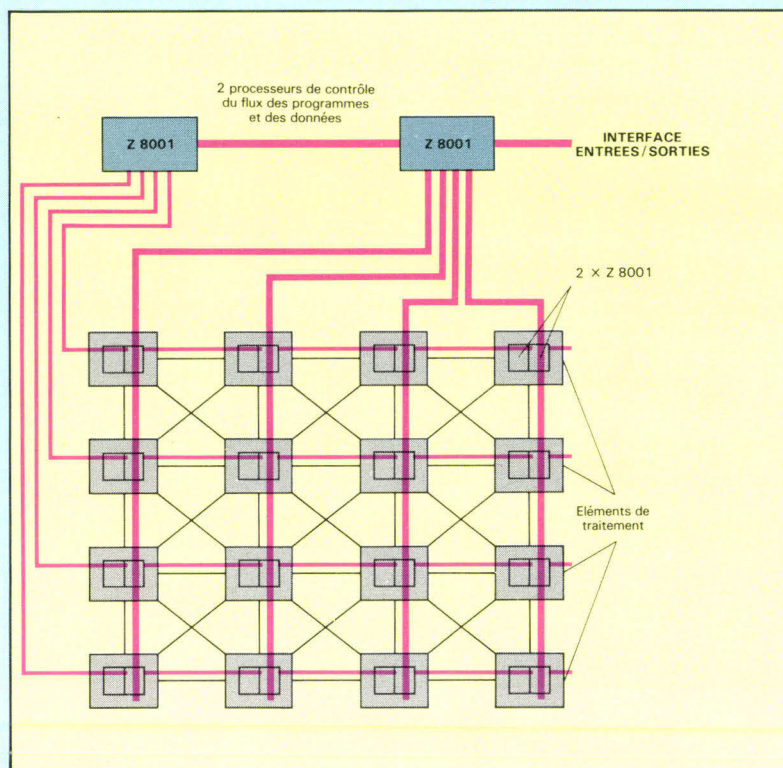 2 processeurs de contrôle
du flux des programmes
et des données
Z 8001
Z 8001
INTERFACE
ENTREES/SORTIES
2 × Z 8001
Eléments de
traitement